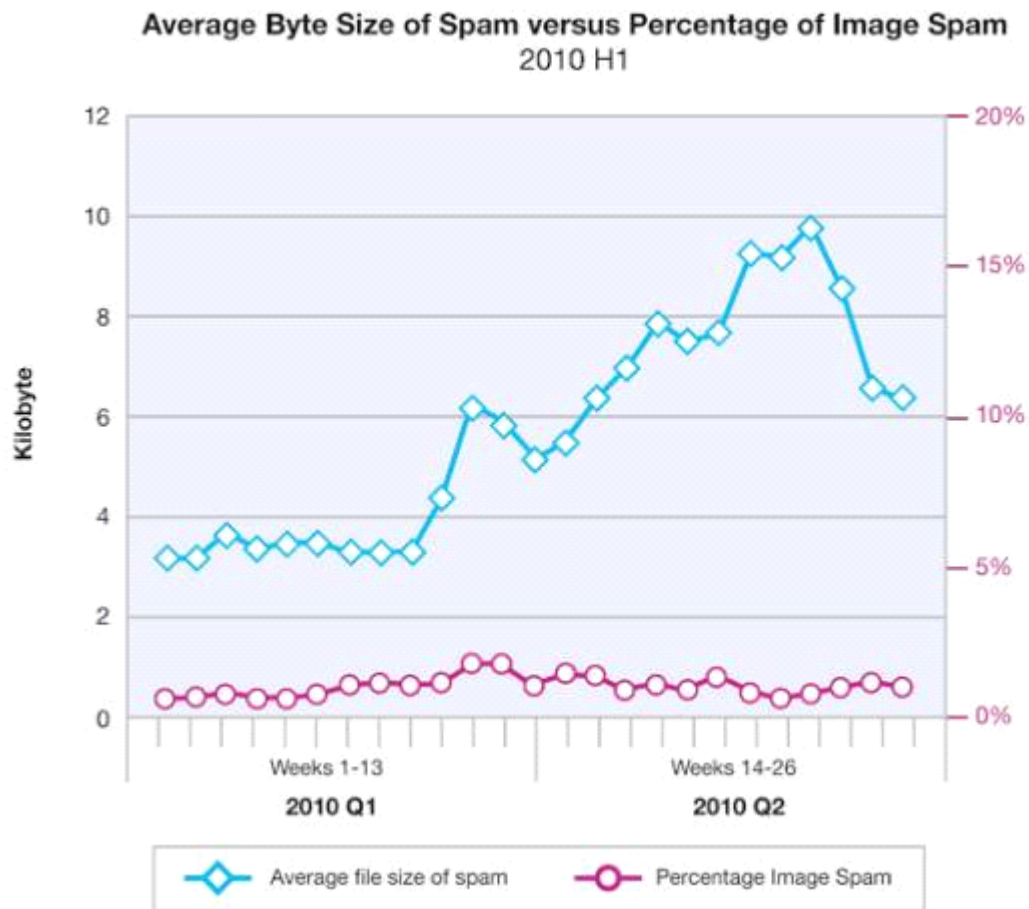 Average Byte Size of Spam versus Percentage of Image Spam
2010 H1
12
10
8
6
4
2
0
Kilobyte
20%
15%
10%
5%
0%
Weeks 1-13
Weeks 14-26
2010 Q1
2010 Q2
Average file size of spam
Percentage Image Spam